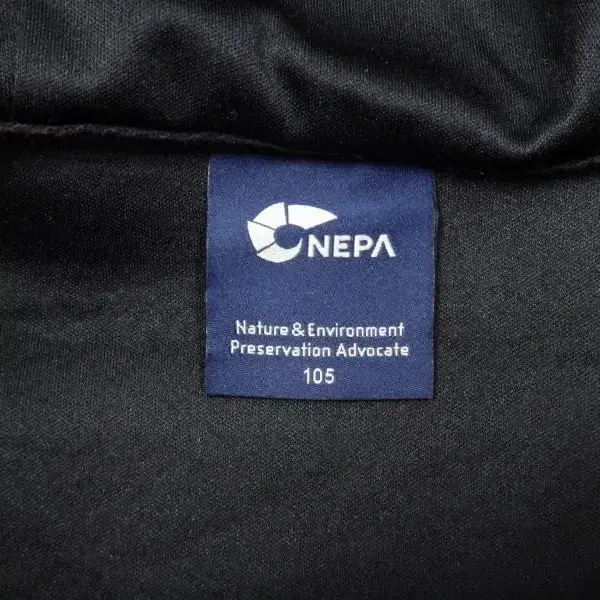 NEPA
Nature & Environment
Preservation Advocate
105